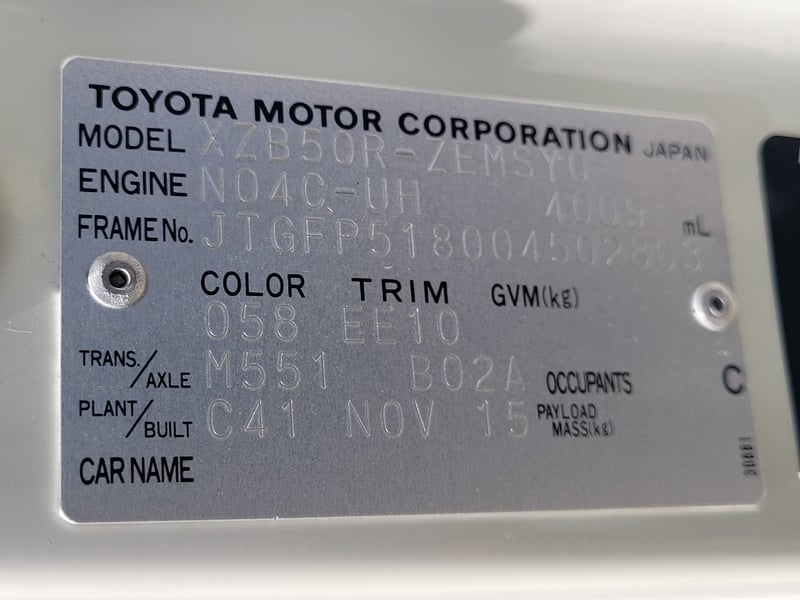 TOYOTA MOTOR CORPORATION JAPAN
MODEL XZB50R-ZEMSY0
ENGINE N04C-UH 4009 mL
FRAME No. JTGFP518004502803
COLOR TRIM GVM(kg)
058 EE10
TRANS./AXLE M551 B02A OCCUPANTS C
PLANT/BUILT C41 NOV 15 PAYLOAD MASS(kg)
CAR NAME